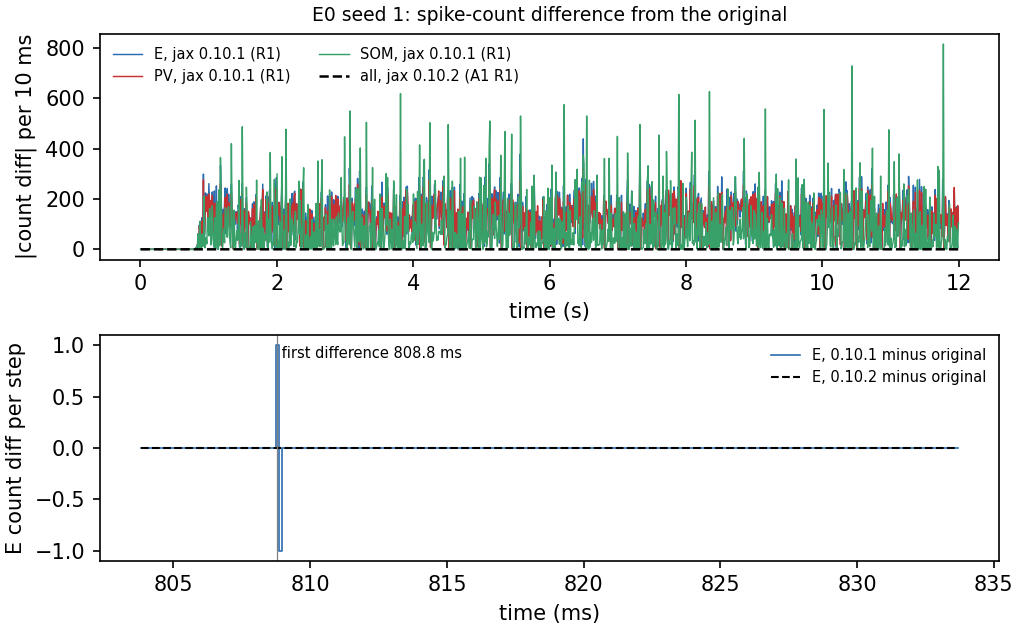 E0 seed 1: spike-count difference from the original
|count diff| per 10 ms
800
600
400
200
0
E, jax 0.10.1 (R1)
PV, jax 0.10.1 (R1)
SOM, jax 0.10.1 (R1)
all, jax 0.10.2 (A1 R1)
0 2 4 6 8 10 12
time (s)
E count diff per step
1.0
0.5
0.0
−0.5
−1.0
first difference 808.8 ms
E, 0.10.1 minus original
E, 0.10.2 minus original
805 810 815 820 825 830 835
time (ms)